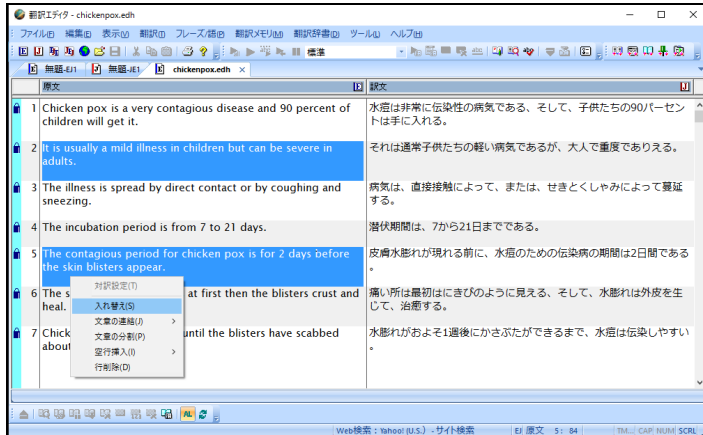 翻訳エディタ - chickenpox.edh
ファイル(F) 編集(E) 表示(V) 翻訳(T) フレーズ/語(P) 翻訳メモリ(M) 翻訳辞書(D) ツール(L) ヘルプ(H)
標準
無題-EJ1 無題-JE1 chickenpox.edh ×
原文 訳文
1 Chicken pox is a very contagious disease and 90 percent of children will get it.
水痘は非常に伝染性の病気である、そして、子供たちの90パーセン
トは手に入れる。
2 It is usually a mild illness in children but can be severe in adults.
それは通常子供たちの軽い病気であるが、大人で重度でありえる。
3 The illness is spread by direct contact or by coughing and sneezing.
病気は、直接接触によって、または、せきとくしゃみによって蔓延
する。
4 The incubation period is from 7 to 21 days.
潜伏期間は、7から21日までである。
5 The contagious period for chicken pox is for 2 days before the skin blisters appear.
皮膚水膨れが現れる前に、水痘のための伝染病の期間は2日間である
。
6 The s at first then the blisters crust and heal.
痛い所は最初はにきびのように見える、そして、水膨れは外皮を生
じて、治癒する。
7 Chick until the blisters have scabbed abou
水膨れがおよそ1週後にかさぶたができるまで、水痘は伝染しやすい
。
対訳設定(T)
入れ替え(S)
文章の連結(J)
文章の分割(P)
空行挿入(I)
行削除(D)
AL
Web検索：Yahoo! (U.S.) - サイト検索 EJ 原文 5: 84 TM... CAP NUM SCRL